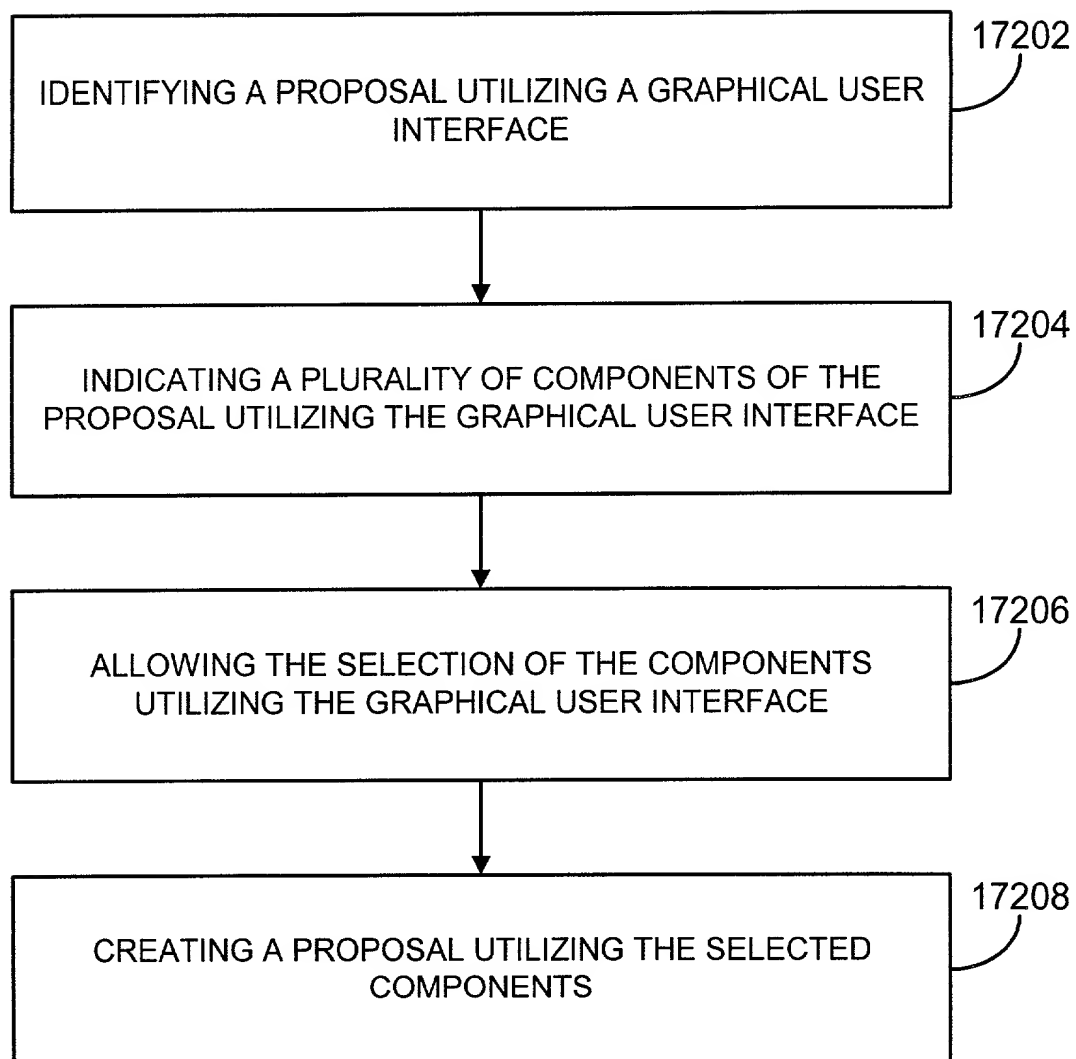 17202
IDENTIFYING A PROPOSAL UTILIZING A GRAPHICAL USER
INTERFACE
17204
INDICATING A PLURALITY OF COMPONENTS OF THE
PROPOSAL UTILIZING THE GRAPHICAL USER INTERFACE
17206
ALLOWING THE SELECTION OF THE COMPONENTS
UTILIZING THE GRAPHICAL USER INTERFACE
17208
CREATING A PROPOSAL UTILIZING THE SELECTED
COMPONENTS